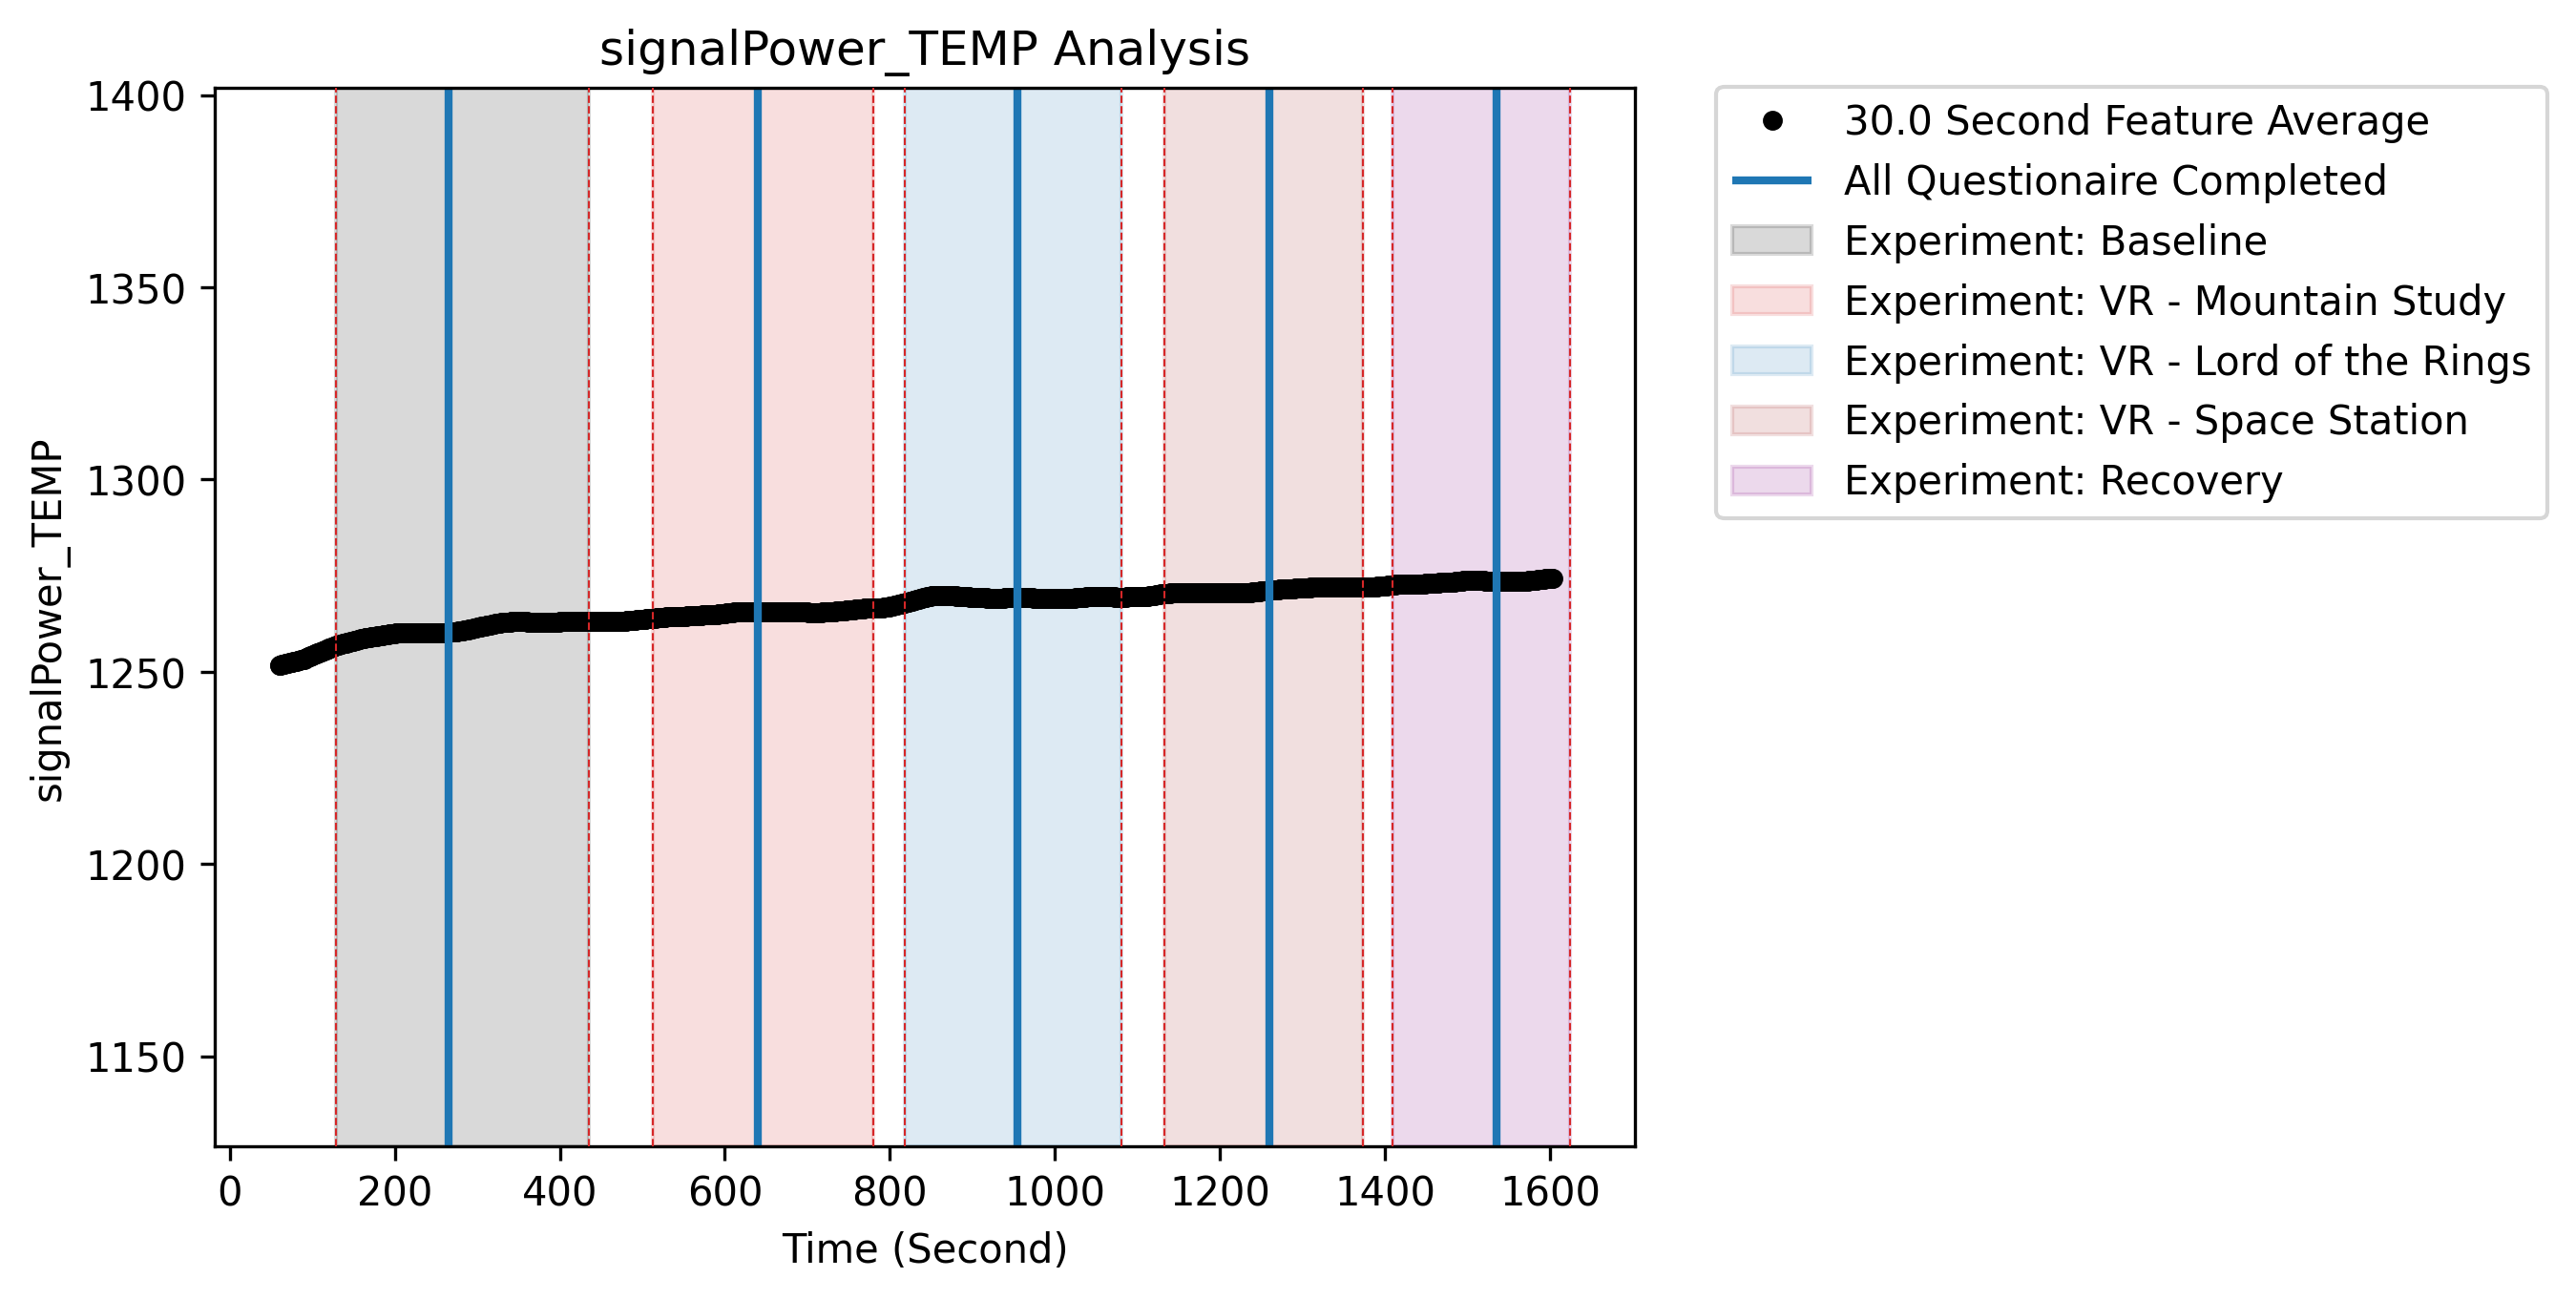 signalPower_TEMP Analysis
1400
1350
1300
1250
1200
1150
signalPower_TEMP
0 200 400 600 800 1000 1200 1400 1600
Time (Second)
30.0 Second Feature Average
All Questionaire Completed
Experiment: Baseline
Experiment: VR - Mountain Study
Experiment: VR - Lord of the Rings
Experiment: VR - Space Station
Experiment: Recovery